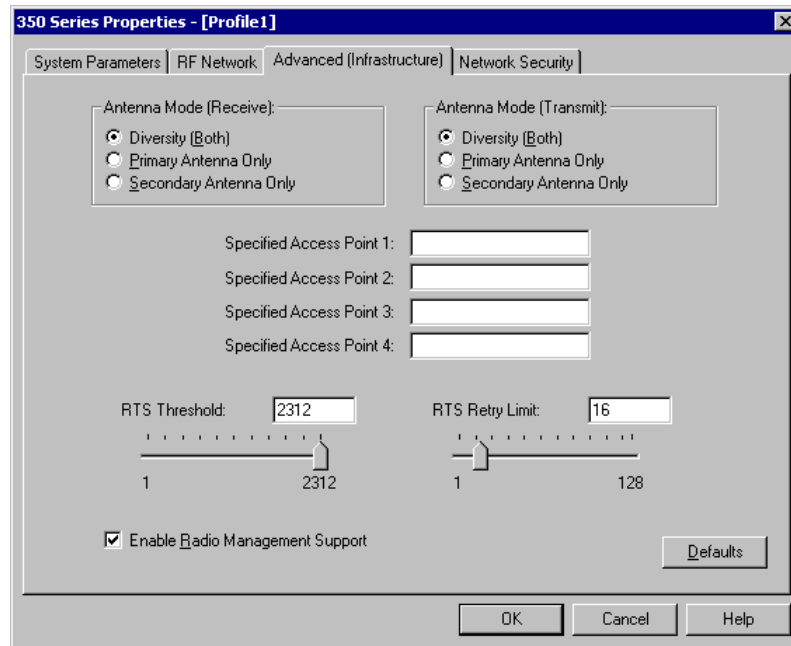 350 Series Properties - [Profile1]
System Parameters RF Network Advanced (Infrastructure) Network Security
Antenna Mode (Receive): Antenna Mode (Transmit):
Diversity (Both) Diversity (Both)
Primary Antenna Only Primary Antenna Only
Secondary Antenna Only Secondary Antenna Only
Specified Access Point 1:
Specified Access Point 2:
Specified Access Point 3:
Specified Access Point 4:
RTS Threshold: 2312 RTS Retry Limit: 16
1 2312 1 128
Enable Radio Management Support
Defaults
OK Cancel Help